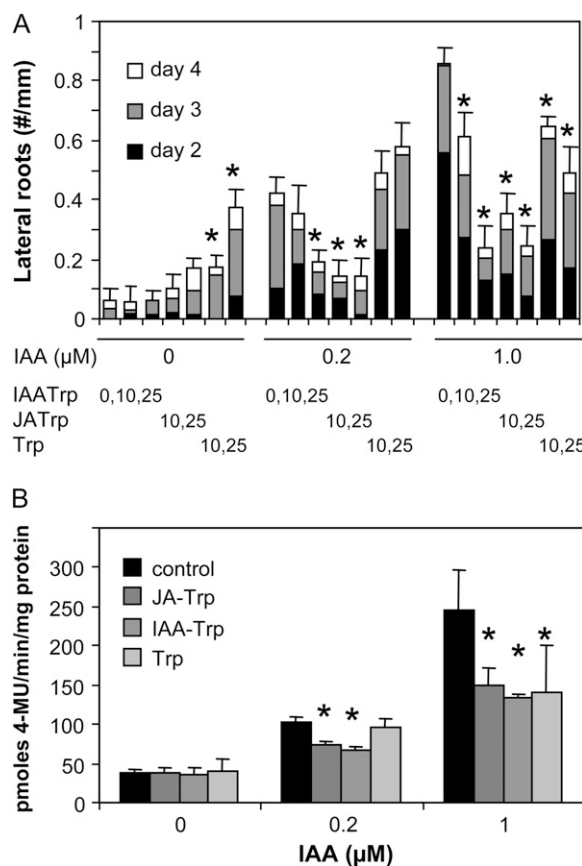 A
Lateral roots (#/mm)
1
0.8
0.6
0.4
0.2
0
day 4
day 3
day 2
* * * * * * * * * * * *
IAA (µM) 0 0.2 1.0
IAATrp 0,10,25 0,10,25 0,10,25
JATrp 10,25 10,25 10,25
Trp 10,25 10,25 10,25
B
pmoles 4-MU/min/mg protein
300
250
200
150
100
50
0
control
JA-Trp
IAA-Trp
Trp
* * * * *
0 0.2 1
IAA (µM)